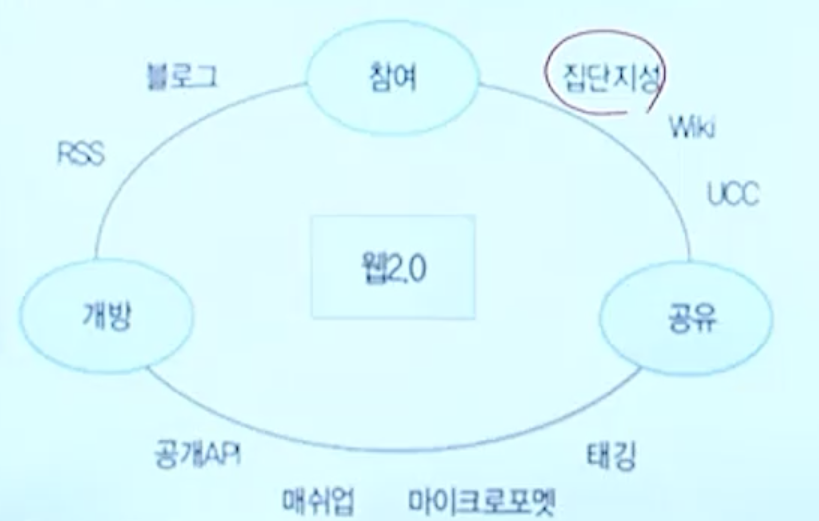 참여
블로그
집단지성
Wiki
RSS
UCC
웹2.0
개방
공유
공개API
태깅
매쉬업
마이크로포멧